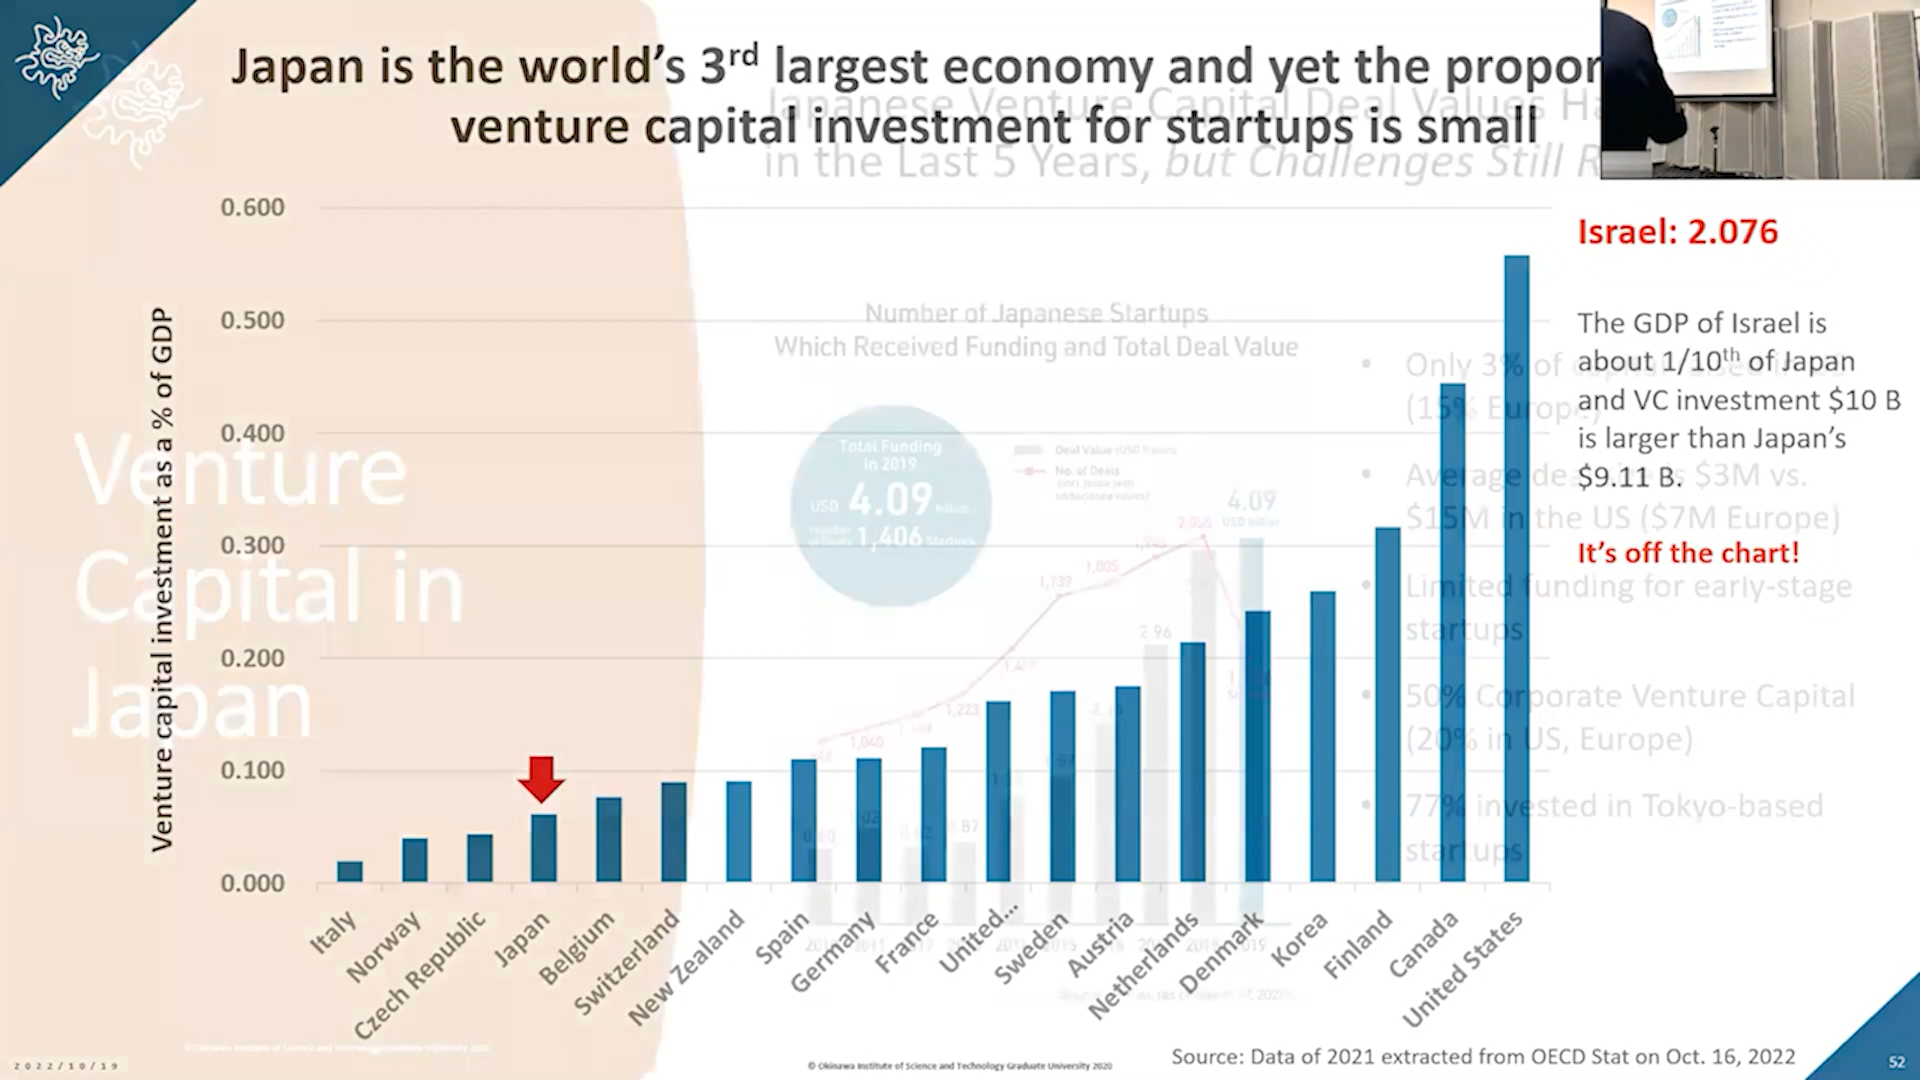 Japan is the world's 3rd largest economy and yet the propor
venture capital investment for startups is small
Japanese Venture Capital Deal Values Ha
in the Last 5 Years, but Challenges Still R
Venture
Capital in
Japan
Venture capital investment as a % of GDP
0.600
0.500
0.400
0.300
0.200
0.100
0.000
Italy
Norway
Czech Republic
Japan
Belgium
Switzerland
New Zealand
Spain
Germany
France
United...
Sweden
Austria
Netherlands
Denmark
Korea
Finland
Canada
United States
Number of Japanese Startups
Which Received Funding and Total Deal Value
Total Funding
in 2019
USD 4.09
1,406 Startups
No. of Deals
4.09
USD billion
1,805
1,739
2.96
1,223
1,040
Israel: 2.076
The GDP of Israel is
about 1/10th of Japan
and VC investment $10 B
is larger than Japan's
$9.11 B.
It's off the chart!
Only 3% of
(15% Europe)
Average $3M vs.
$15M in the US ($7M Europe)
Limited funding for early-stage
startups
50% Corporate Venture Capital
(20% in US, Europe)
77% invested in Tokyo-based
startups
Source: Data of 2021 extracted from OECD Stat on Oct. 16, 2022
2022/10/19
© Okinawa Institute of Science and Technology Graduate University 2020
52